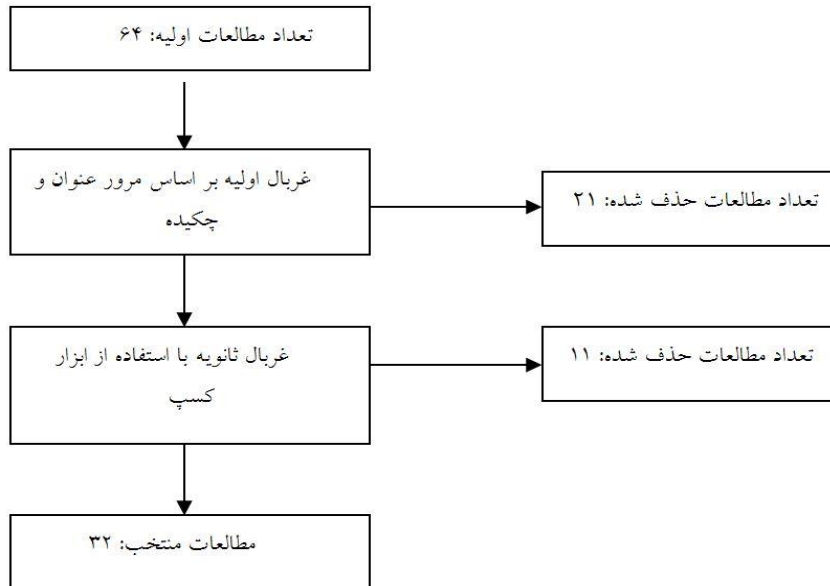 تعداد مطالعات اولیه: ۶۴
غربال اولیه بر اساس مرور عنوان و
چکیده
تعداد مطالعات حذف شده: ۲۱
غربال ثانویه با استفاده از ابزار
کسپ
تعداد مطالعات حذف شده: ۱۱
مطالعات منتخب: ۳۲